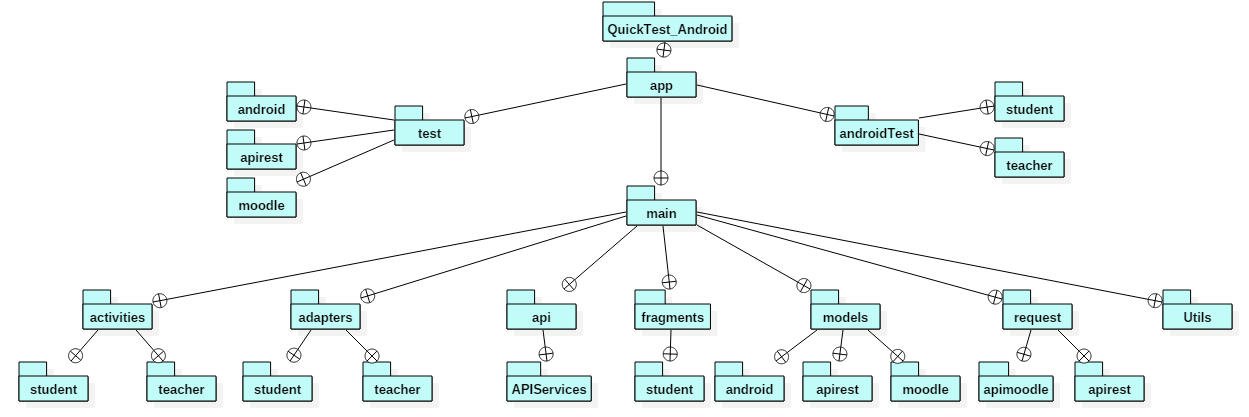 QuickTest_Android
app
android
test
androidTest
student
apirest
teacher
moodle
main
activities
adapters
api
fragments
models
request
Utils
student
teacher
student
teacher
APIServices
student
android
apirest
moodle
apimoodle
apirest